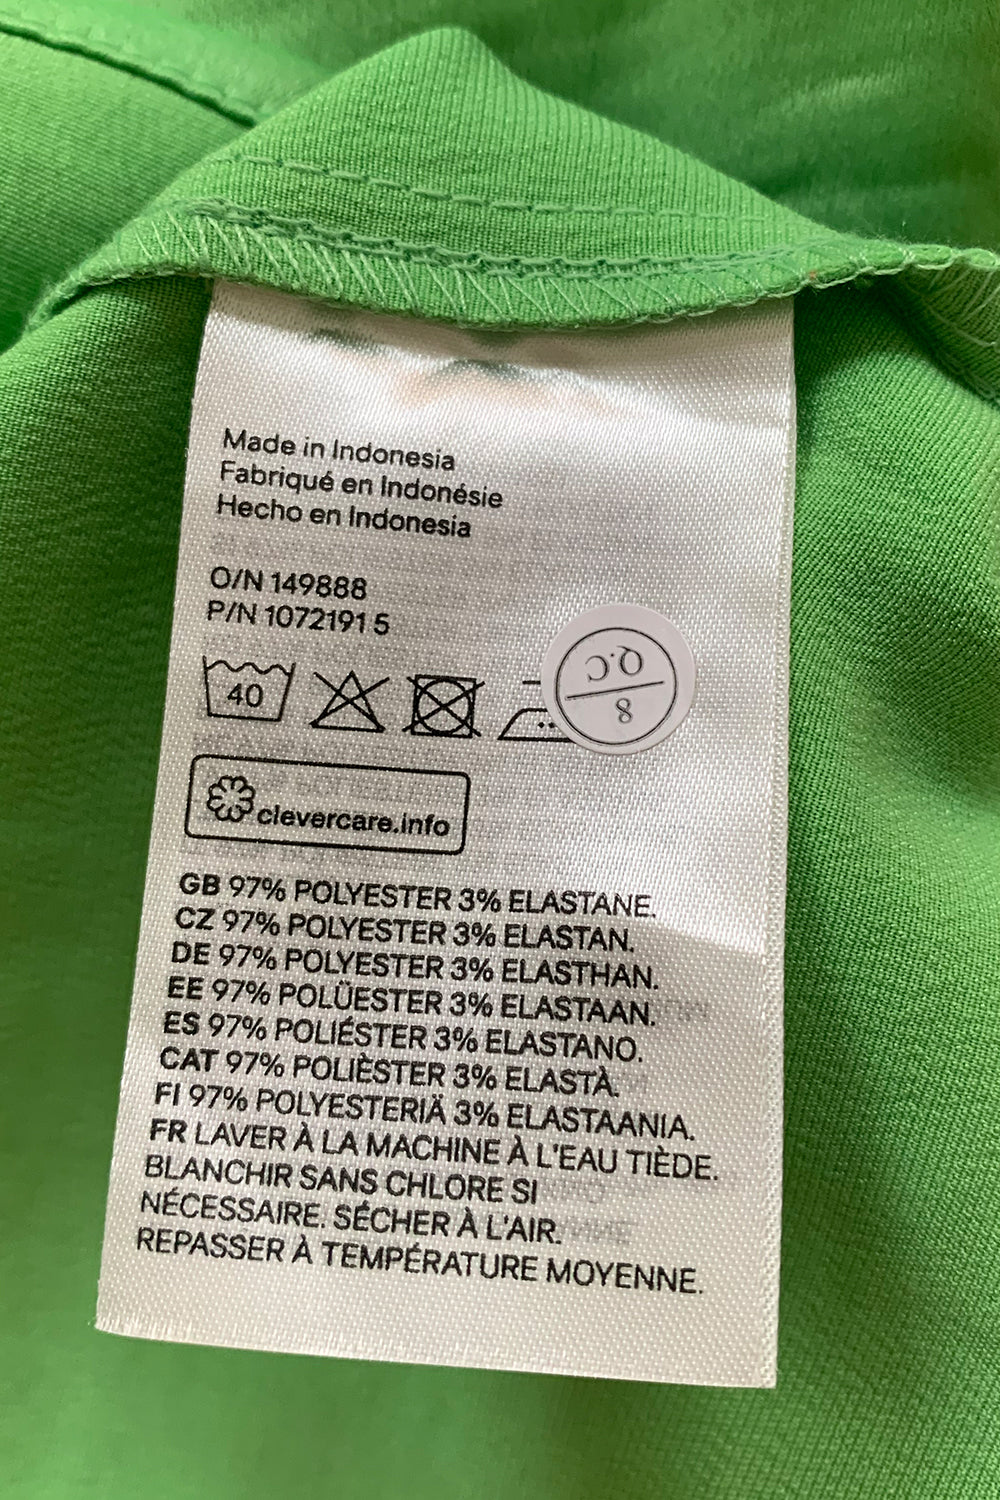 Made in Indonesia
Fabriqué en Indonésie
Hecho en Indonesia
O/N 149888
P/N 1072191 5
40
Q.C
8
clevercare.info
GB 97% POLYESTER 3% ELASTANE.
CZ 97% POLYESTER 3% ELASTAN.
DE 97% POLYESTER 3% ELASTHAN.
EE 97% POLÜESTER 3% ELASTAAN.
ES 97% POLIÉSTER 3% ELASTANO.
CAT 97% POLIÈSTER 3% ELASTÀ.
FI 97% POLYESTERIÄ 3% ELASTAANIA.
FR LAVER À LA MACHINE À L'EAU TIÈDE.
BLANCHIR SANS CHLORE SI
NÉCESSAIRE. SÉCHER À L'AIR.
REPASSER À TEMPÉRATURE MOYENNE.